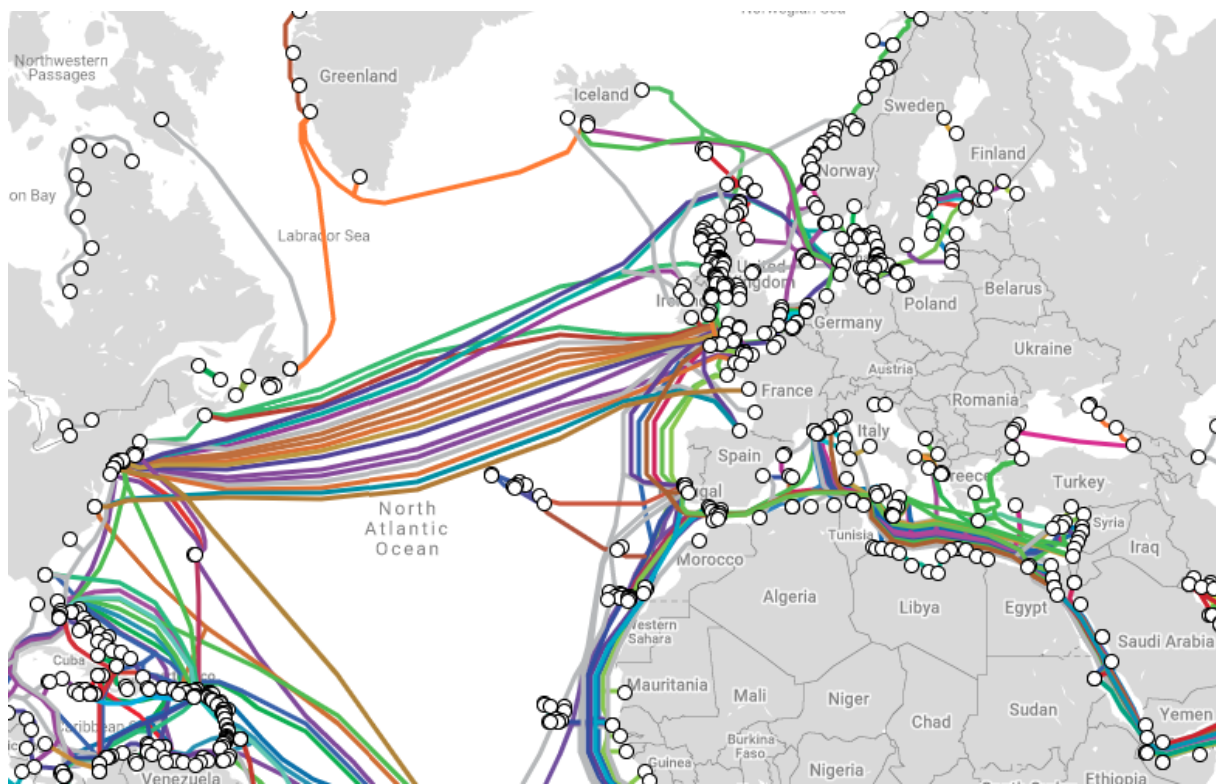 Norwegian Sea
Northwestern
Passages
Greenland
Iceland
Sweden
Finland
Norway
on Bay
Labrador Sea
United
Kingdom
Belarus
Poland
Germany
Ukraine
Austria
France
Romania
Italy
Spain
Greece
Turkey
North
Atlantic
Ocean
Syria
Tunisia
Iraq
Morocco
Algeria
Libya
Egypt
Western
Sahara
Saudi Arabia
Cuba
Mauritania
Mali
Niger
Chad
Sudan
Yemen
Caribbean
Burkina
Faso
Guinea
Nigeria
Venezuela
Ethiopia